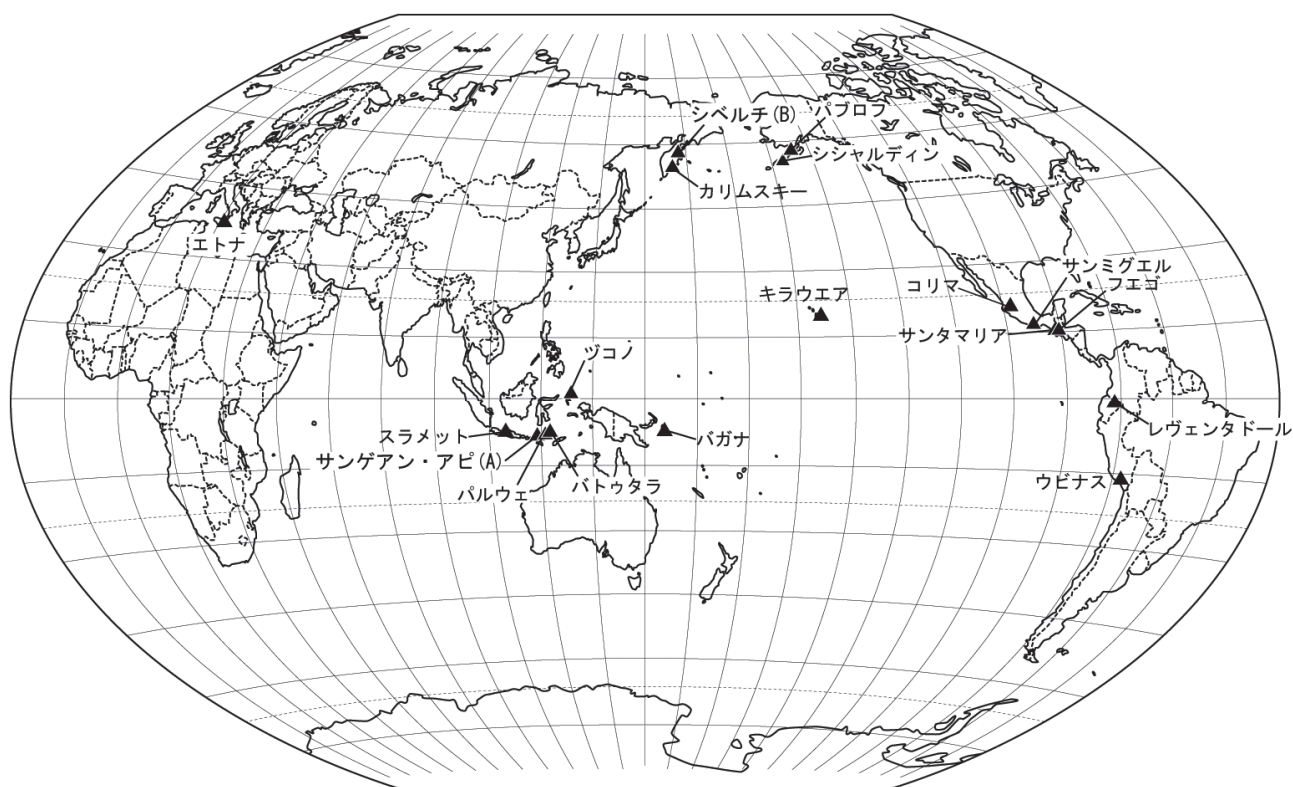 シベルチ(B)
パブロフ
シシャルディン
カリムスキー
エトナ
サンミグエル
コリマ
フエゴ
キラウエア
サンタマリア
ヅコノ
スラメット
バガナ
レヴェンタドール
サンゲアン・アピ(A)
ウビナス
パルウェ
バトゥタラ